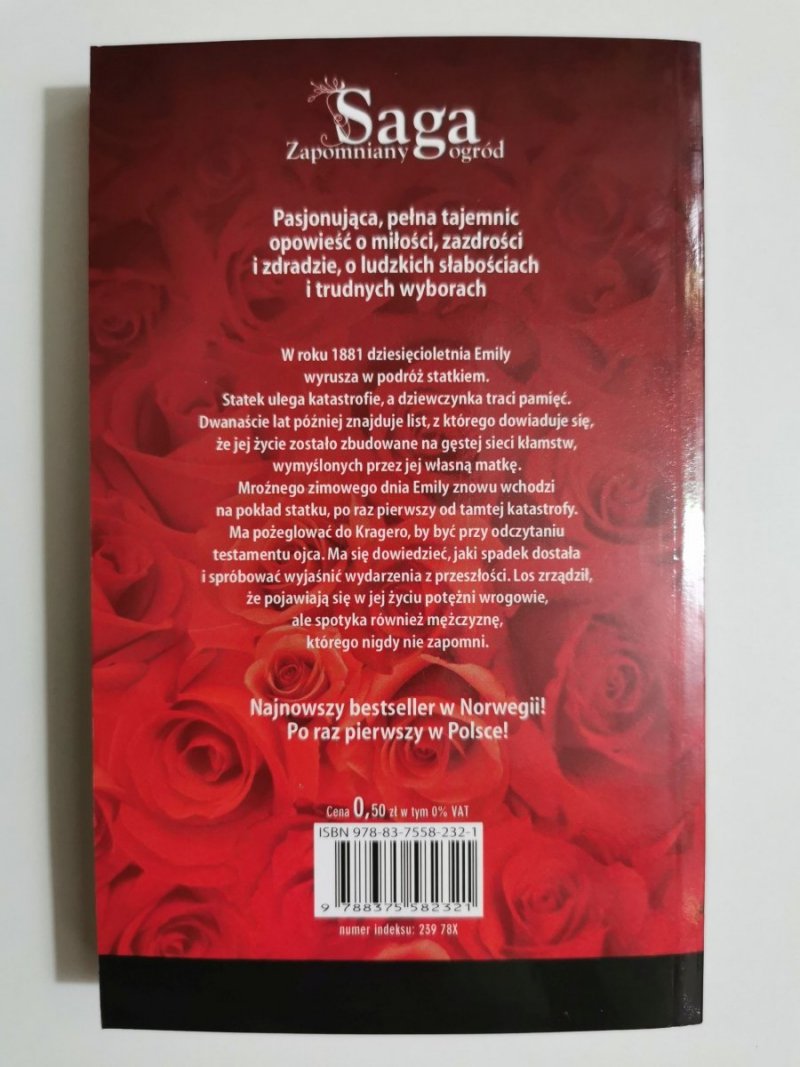 Saga
Zapomniany ogród
Pasjonująca, pełna tajemnic
opowieść o miłości, zazdrości
i zdradzie, o ludzkich słabościach
i trudnych wyborach
W roku 1881 dziesięcioletnia Emily
wyrusza w podróż statkiem.
Statek ulega katastrofie, a dziewczynka traci pamięć.
Dwanaście lat później znajduje list, z którego dowiaduje się,
że jej życie zostało zbudowane na gęstej sieci kłamstw,
wymyślonych przez jej własną matkę.
Mroźnego zimowego dnia Emily znowu wchodzi
na pokład statku, po raz pierwszy od tamtej katastrofy.
Ma pożeglować do Kragero, by być przy odczytaniu
testamentu ojca. Ma się dowiedzieć, jaki spadek dostała
i spróbować wyjaśnić wydarzenia z przeszłości. Los zrządził,
że pojawiają się w jej życiu potężni wrogowie,
ale spotyka również mężczyznę,
którego nigdy nie zapomni.
Najnowszy bestseller w Norwegii!
Po raz pierwszy w Polsce!
Cena 0,50 zł w tym 0% VAT
ISBN 978-83-7558-232-1
9 788375 582321
numer indeksu: 239 78X